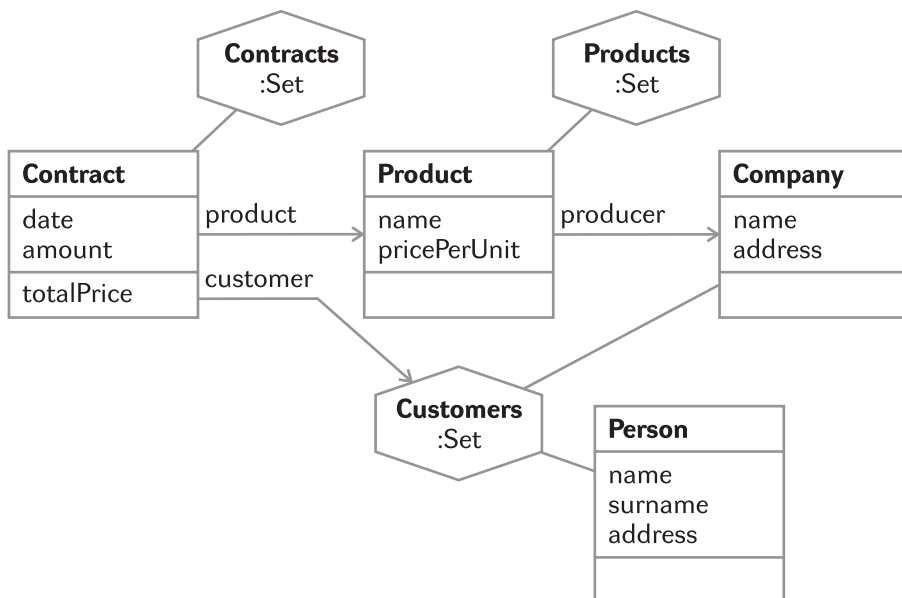 Contracts
:Set
Products
:Set
Contract
date
amount
totalPrice
product
customer
Product
name
pricePerUnit
producer
Company
name
address
Customers
:Set
Person
name
surname
address